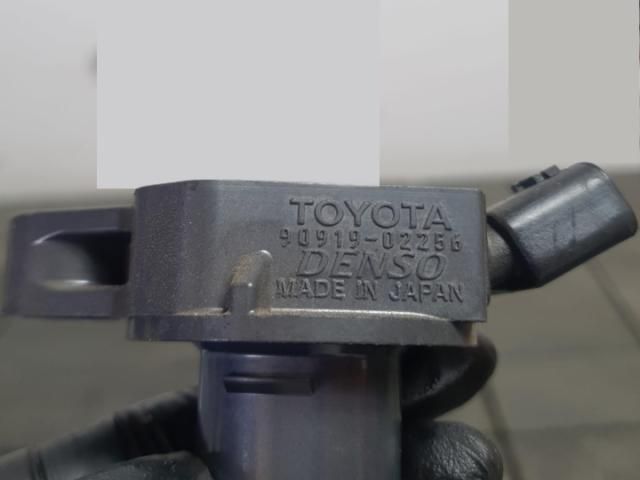 TOYOTA
90919-02256
DENSO
MADE IN JAPAN